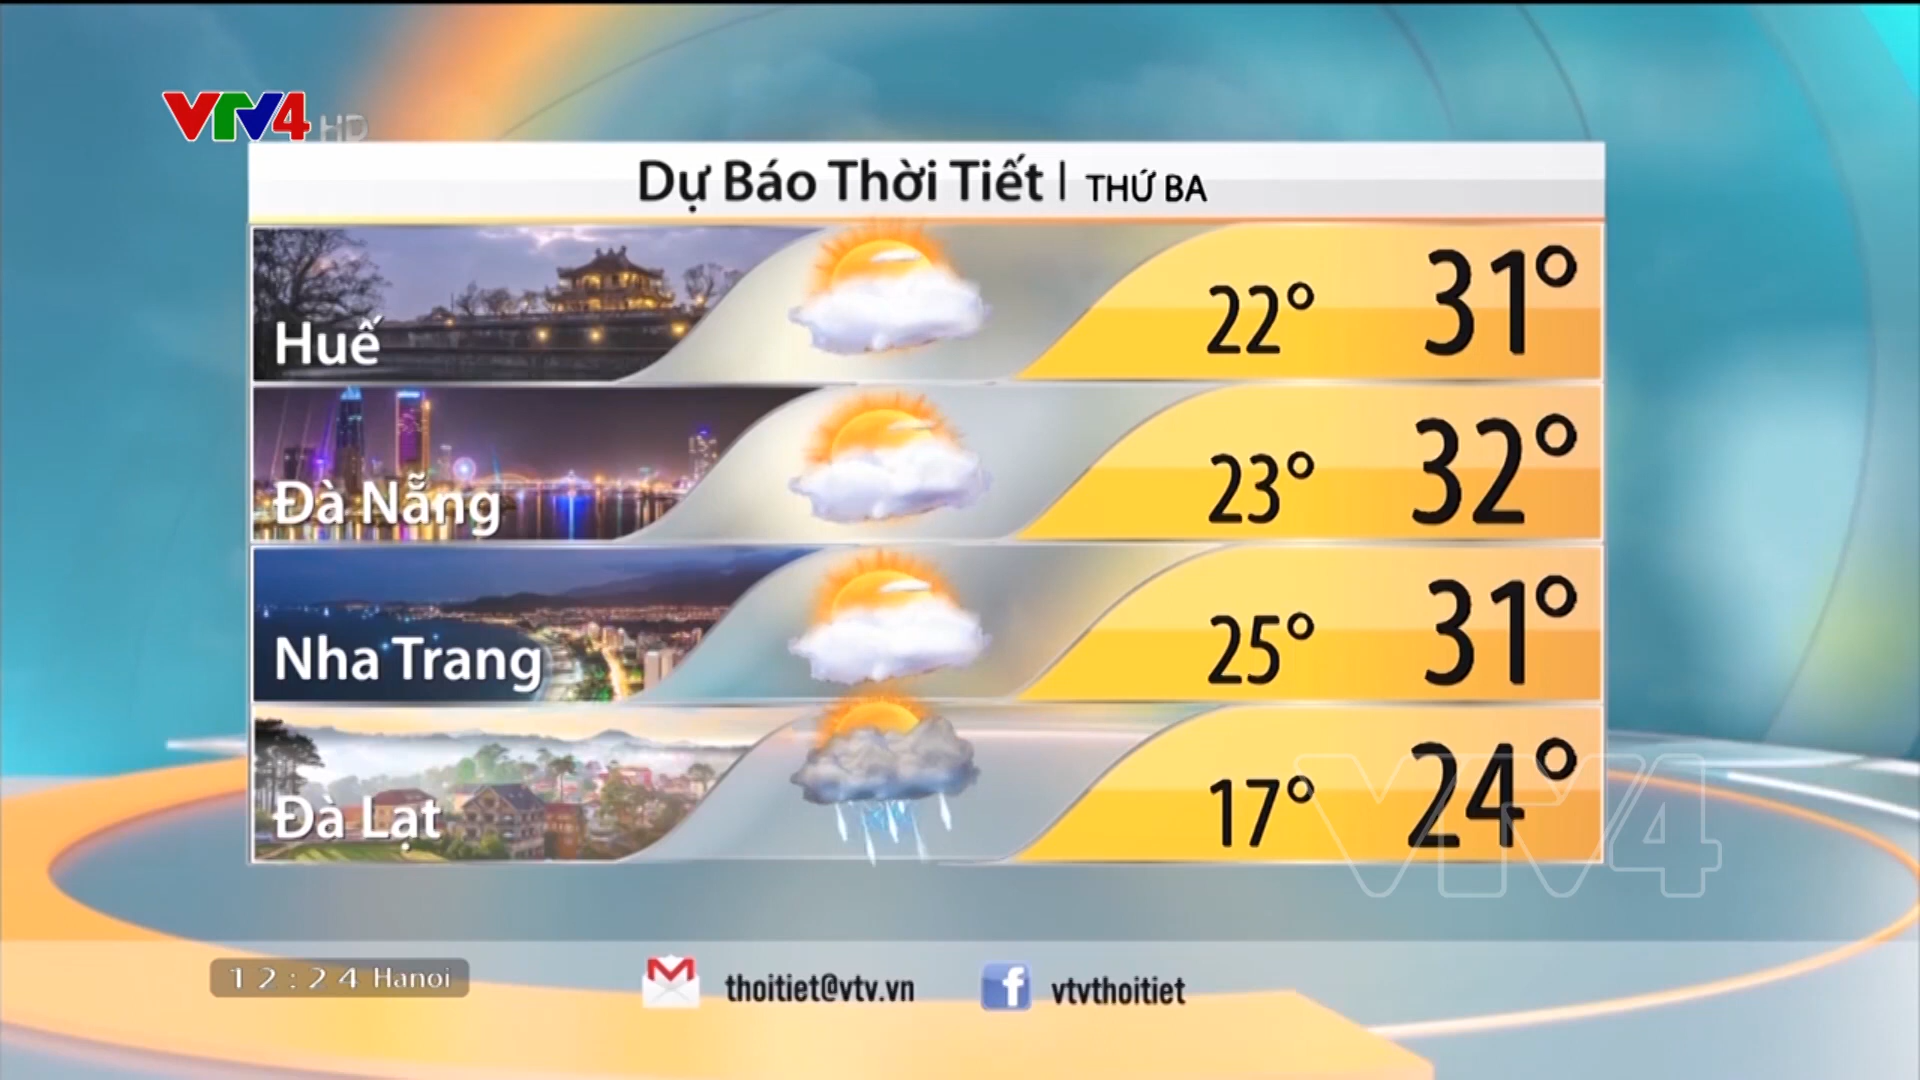 VTV4 HD
Dự Báo Thời Tiết | THỨ BA
Huế 22° 31°
Đà Nẵng 23° 32°
Nha Trang 25° 31°
Đà Lạt 17° 24°
VTV4
12:24 Hanoi thoitiet@vtv.vn f vtvthoitiet